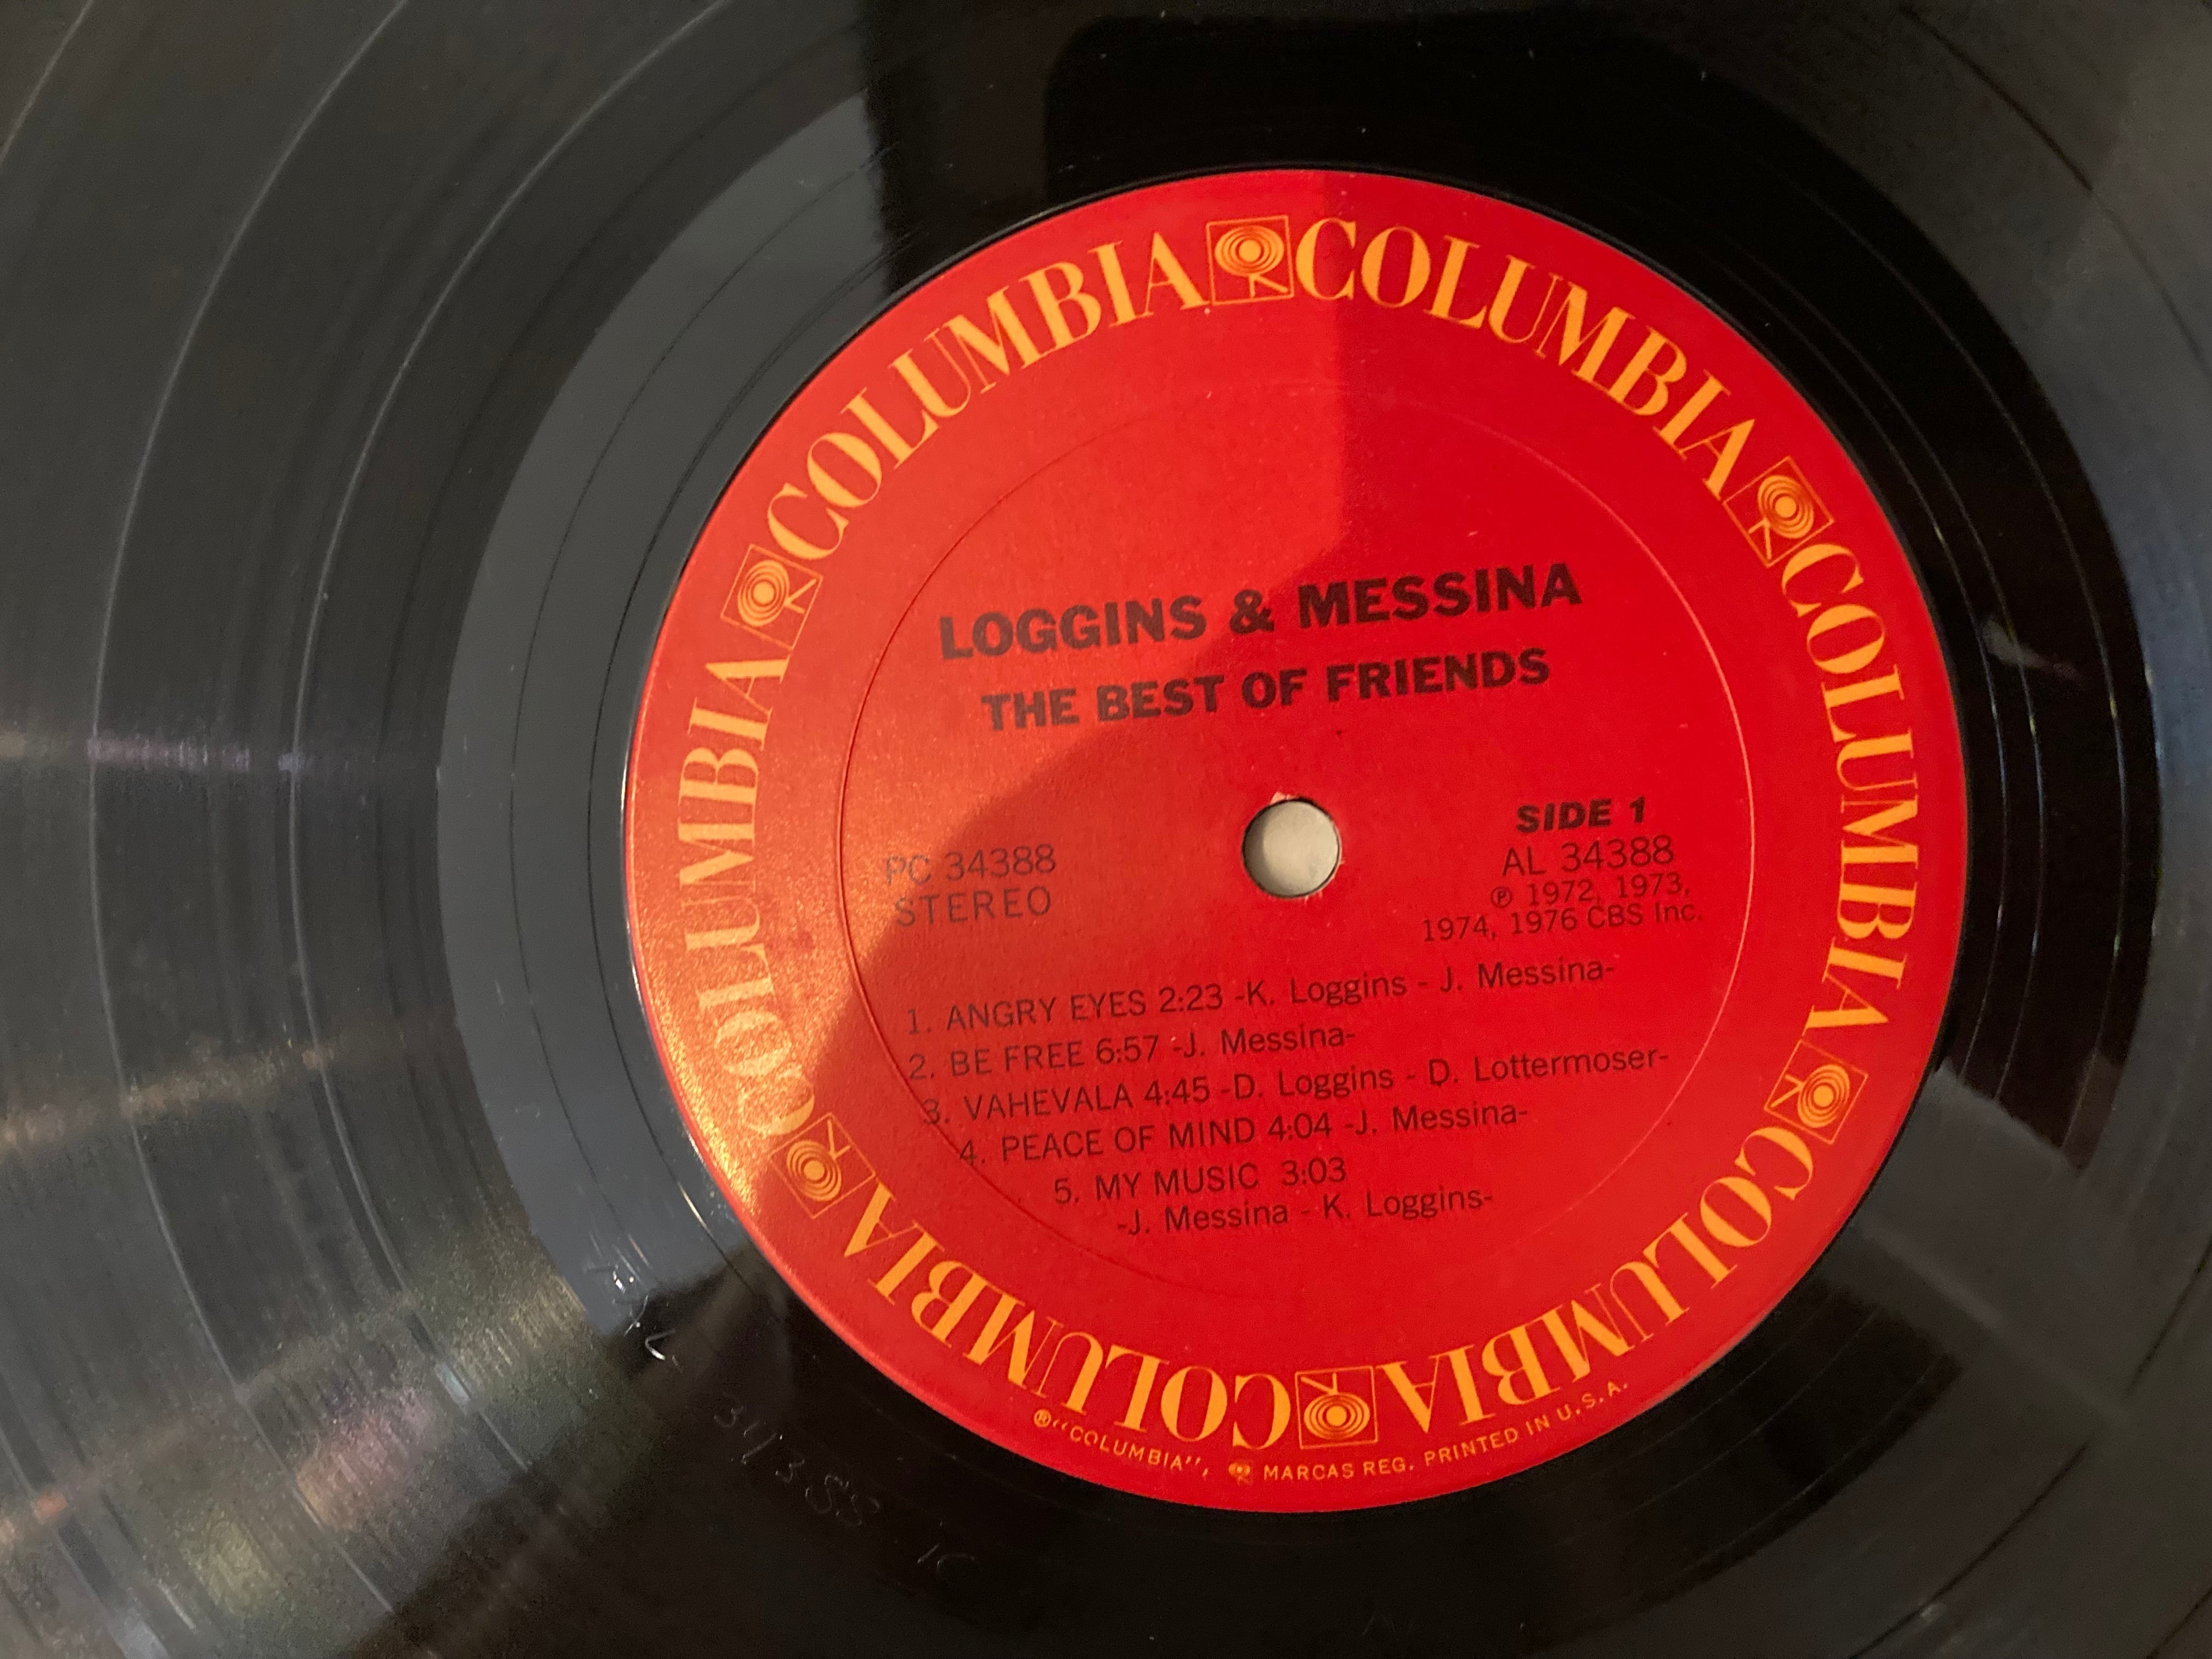 COLUMBIA COLUMBIA COLUMBIA COLUMBIA COLUMBIA COLUMBIA
LOGGINS & MESSINA
THE BEST OF FRIENDS
PC 34388
STEREO
SIDE 1
AL 34388
℗ 1972, 1973,
1974, 1976 CBS Inc.
1. ANGRY EYES 2:23 -K. Loggins - J. Messina-
2. BE FREE 6:57 -J. Messina-
3. VAHEVALA 4:45 -D. Loggins - D. Lottermoser-
4. PEACE OF MIND 4:04 -J. Messina-
5. MY MUSIC 3:03
-J. Messina - K. Loggins-
®“COLUMBIA”, MARCAS REG. PRINTED IN U.S.A.
34388